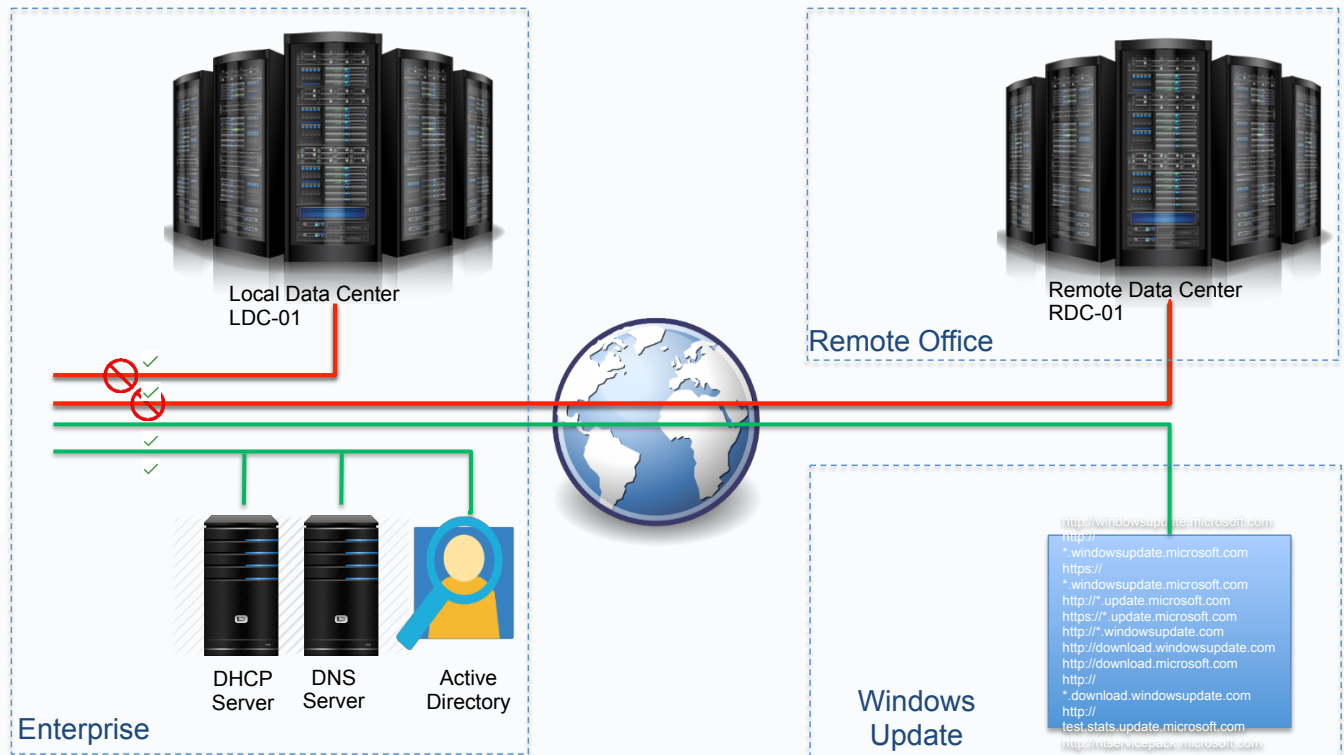 Local Data Center
LDC-01
Remote Data Center
RDC-01
Remote Office
DHCP
Server
DNS
Server
Active
Directory
Enterprise
Windows
Update
http://windowsupdate.microsoft.com
http://
*.windowsupdate.microsoft.com
https://
*.windowsupdate.microsoft.com
http://*.update.microsoft.com
https://*.update.microsoft.com
http://*.windowsupdate.com
http://download.windowsupdate.com
http://download.microsoft.com
http://
*.download.windowsupdate.com
http://
test.stats.update.microsoft.com
http://ntservicepack.microsoft.com